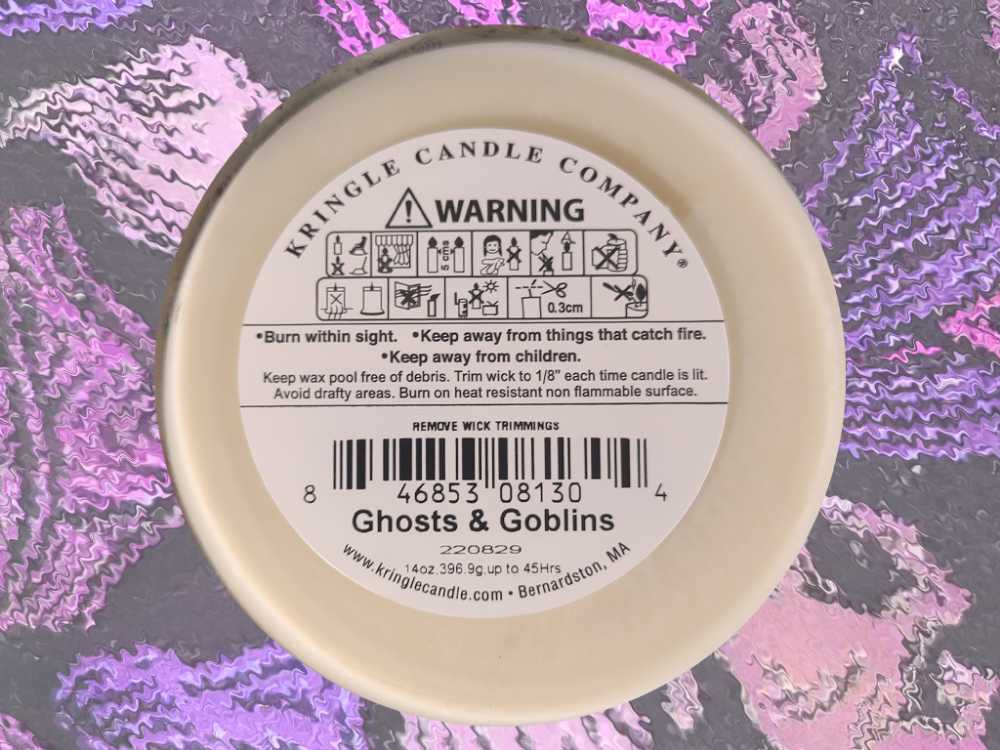 KRINGLE CANDLE COMPANY®
WARNING
5 cm
0.3cm
•Burn within sight. •Keep away from things that catch fire.
•Keep away from children.
Keep wax pool free of debris. Trim wick to 1/8" each time candle is lit.
Avoid drafty areas. Burn on heat resistant non flammable surface.
REMOVE WICK TRIMMINGS
8 46853 08130 4
Ghosts & Goblins
220829
14oz.396.9g.up to 45Hrs
www.kringlecandle.com • Bernardston, MA